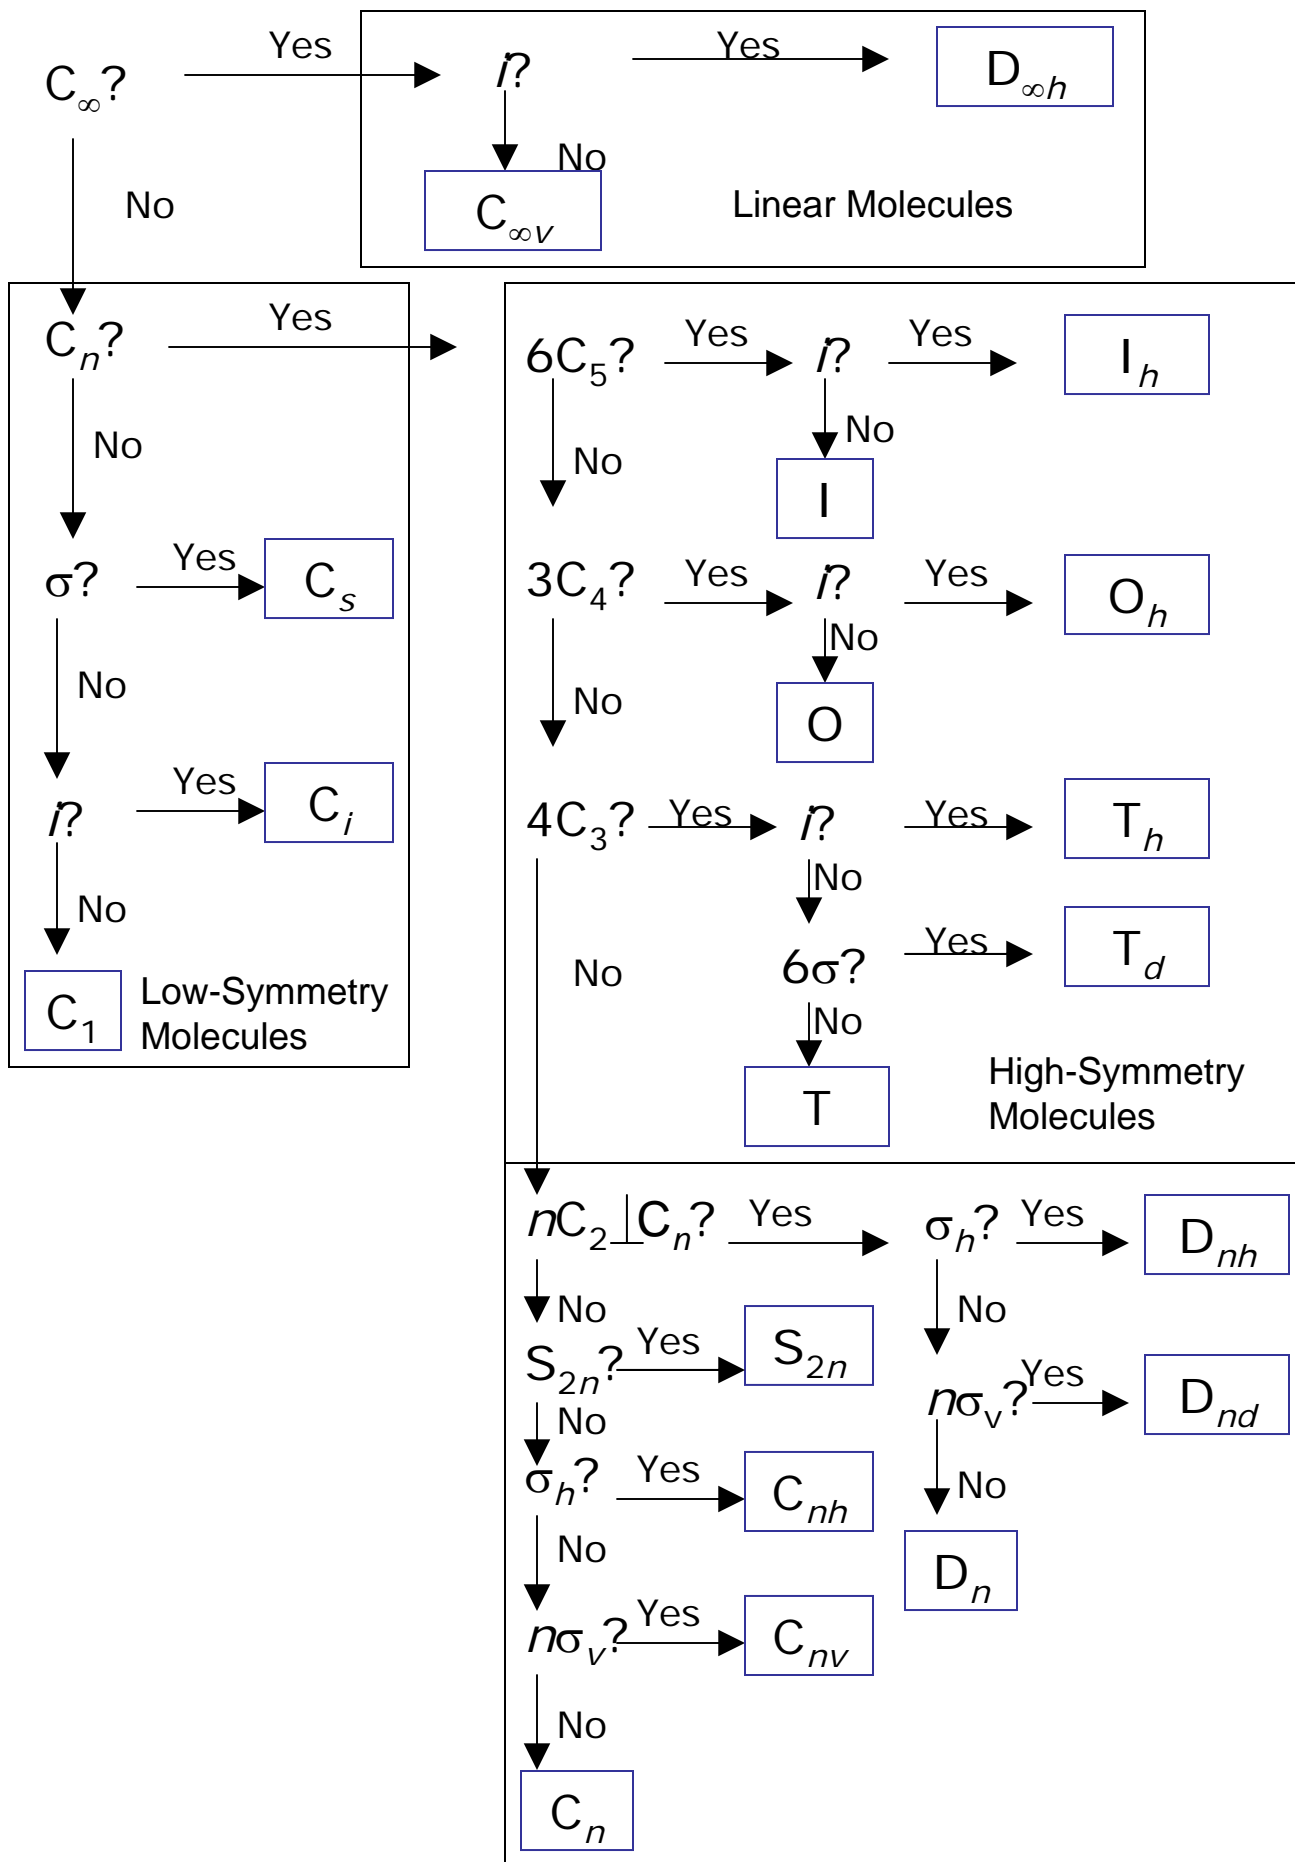 C∞? Yes i? Yes D∞h
No
C∞v
Linear Molecules
No
Cn? Yes
No
σ? Yes Cs
No
i? Yes Ci
No
C1
Low-Symmetry
Molecules
6C5? Yes i? Yes Ih
No
No
I
3C4? Yes i? Yes Oh
No
No
O
4C3? Yes i? Yes Th
No
6σ? Yes Td
No
No
T
High-Symmetry
Molecules
nC2⊥Cn? Yes σh? Yes Dnh
No
No
S2n? Yes S2n
nσv? Yes Dnd
No
σh? Yes Cnh
No
Dn
No
nσv? Yes Cnv
No
Cn